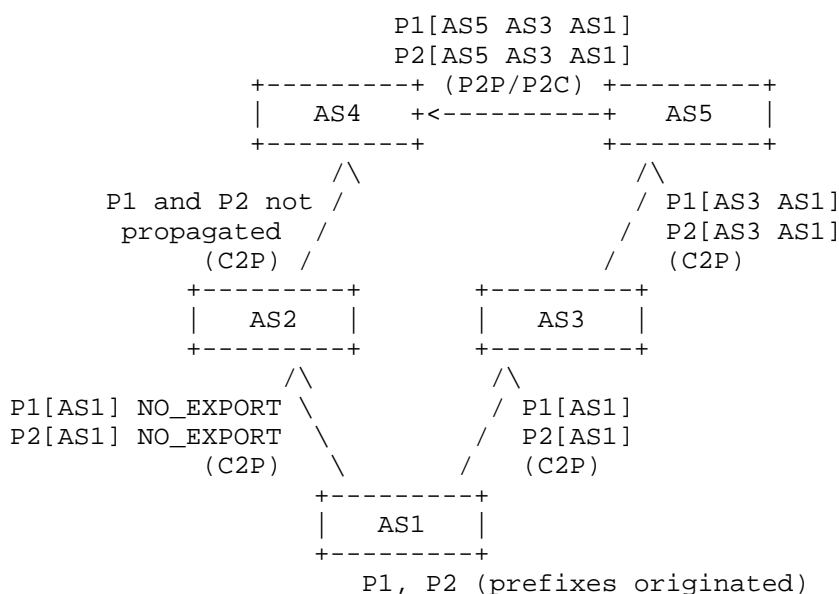 P1[AS5 AS3 AS1]
P2[AS5 AS3 AS1]
+---------+ (P2P/P2C) +---------+
|   AS4   +<----------+   AS5   |
+---------+           +---------+
/\                 /\
P1 and P2 not /                 / P1[AS3 AS1]
propagated /                 / P2[AS3 AS1]
(C2P) /                 / (C2P)
+---------+       +---------+
|   AS2   |       |   AS3   |
+---------+       +---------+
/\           /\
P1[AS1] NO_EXPORT \           / P1[AS1]
P2[AS1] NO_EXPORT \         / P2[AS1]
(C2P) \       / (C2P)
+---------+
|   AS1   |
+---------+
P1, P2 (prefixes originated)